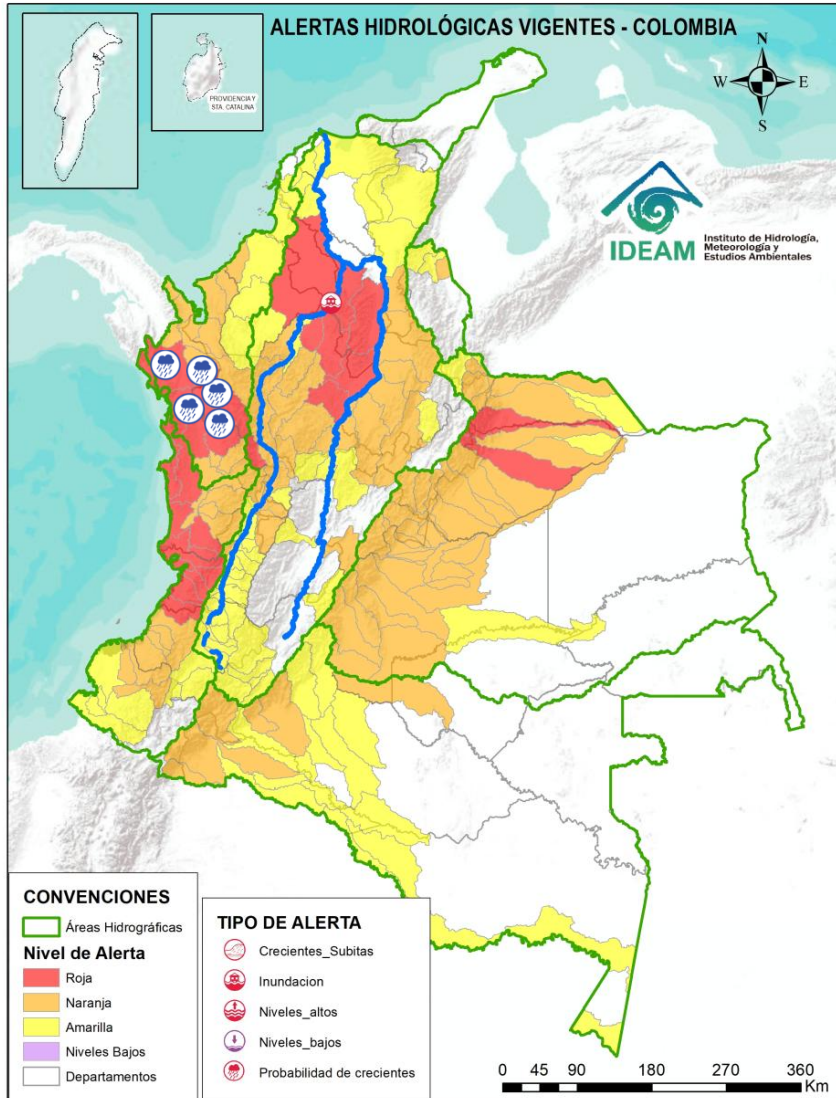 ALERTAS HIDROLÓGICAS VIGENTES - COLOMBIA
PROVIDENCIA Y
STA. CATALINA
N
W
E
S
IDEAM
Instituto de Hidrología,
Meteorología y
Estudios Ambientales
CONVENCIONES
Áreas Hidrográficas
Nivel de Alerta
Roja
Naranja
Amarilla
Niveles Bajos
Departamentos
TIPO DE ALERTA
Crecientes_Subitas
Inundacion
Niveles_altos
Niveles_bajos
Probabilidad de crecientes
0 45 90 180 270 360
Km